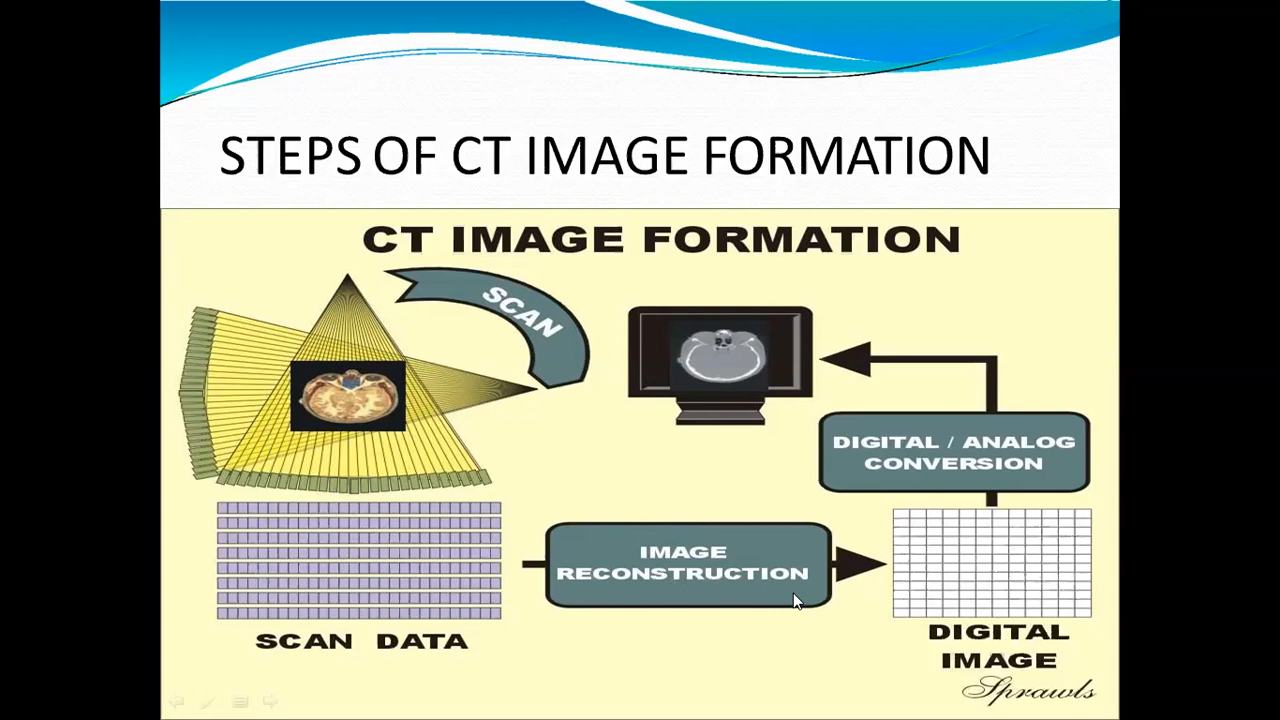 STEPS OF CT IMAGE FORMATION
CT IMAGE FORMATION
SCAN
DIGITAL / ANALOG
CONVERSION
IMAGE
RECONSTRUCTION
SCAN DATA
DIGITAL
IMAGE
Sprawls